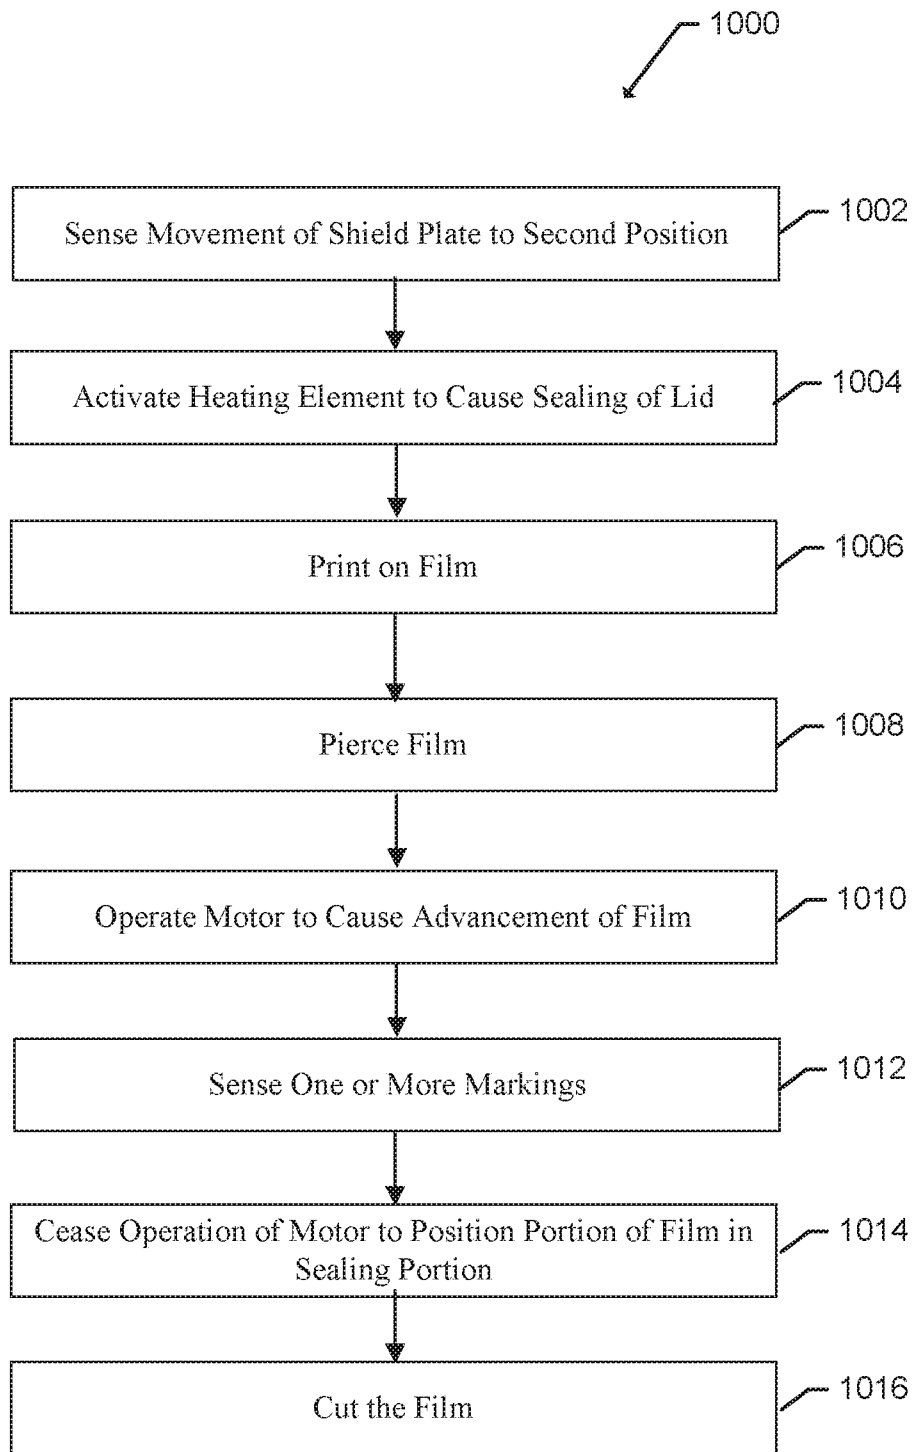 1000
Sense Movement of Shield Plate to Second Position
1002
Activate Heating Element to Cause Sealing of Lid
1004
Print on Film
1006
Pierce Film
1008
Operate Motor to Cause Advancement of Film
1010
Sense One or More Markings
1012
Cease Operation of Motor to Position Portion of Film in
Sealing Portion
1014
Cut the Film
1016